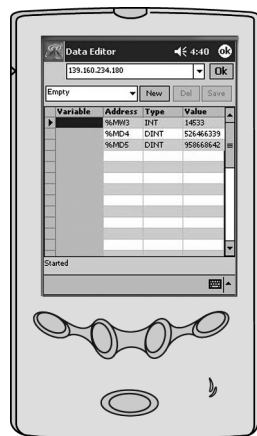 Data Editor 4:40 ok
139.160.234.180 Ok
Empty New Del Save
Variable Address Type Value
%MW3 INT 14533
%MD4 DINT 526466339
%MD5 DINT 958668642
Started